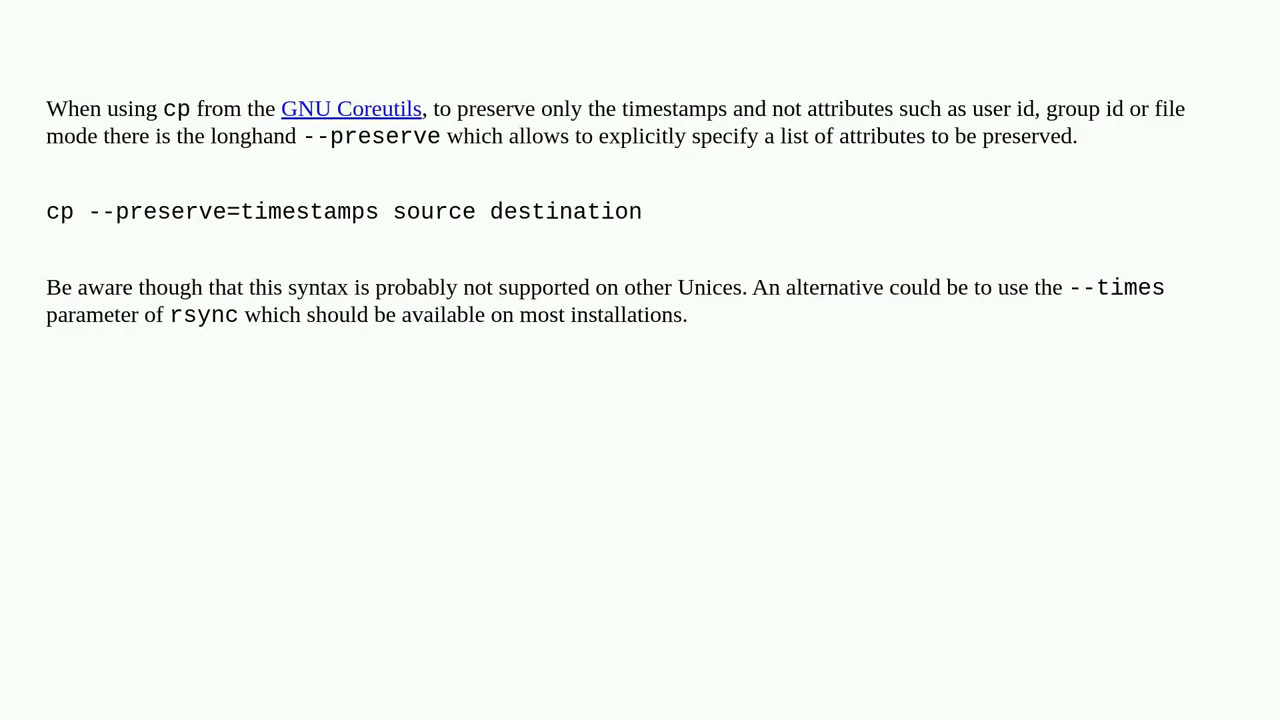 When using cp from the GNU Coreutils, to preserve only the timestamps and not attributes such as user id, group id or file
mode there is the longhand --preserve which allows to explicitly specify a list of attributes to be preserved.
cp --preserve=timestamps source destination
Be aware though that this syntax is probably not supported on other Unices. An alternative could be to use the --times
parameter of rsync which should be available on most installations.